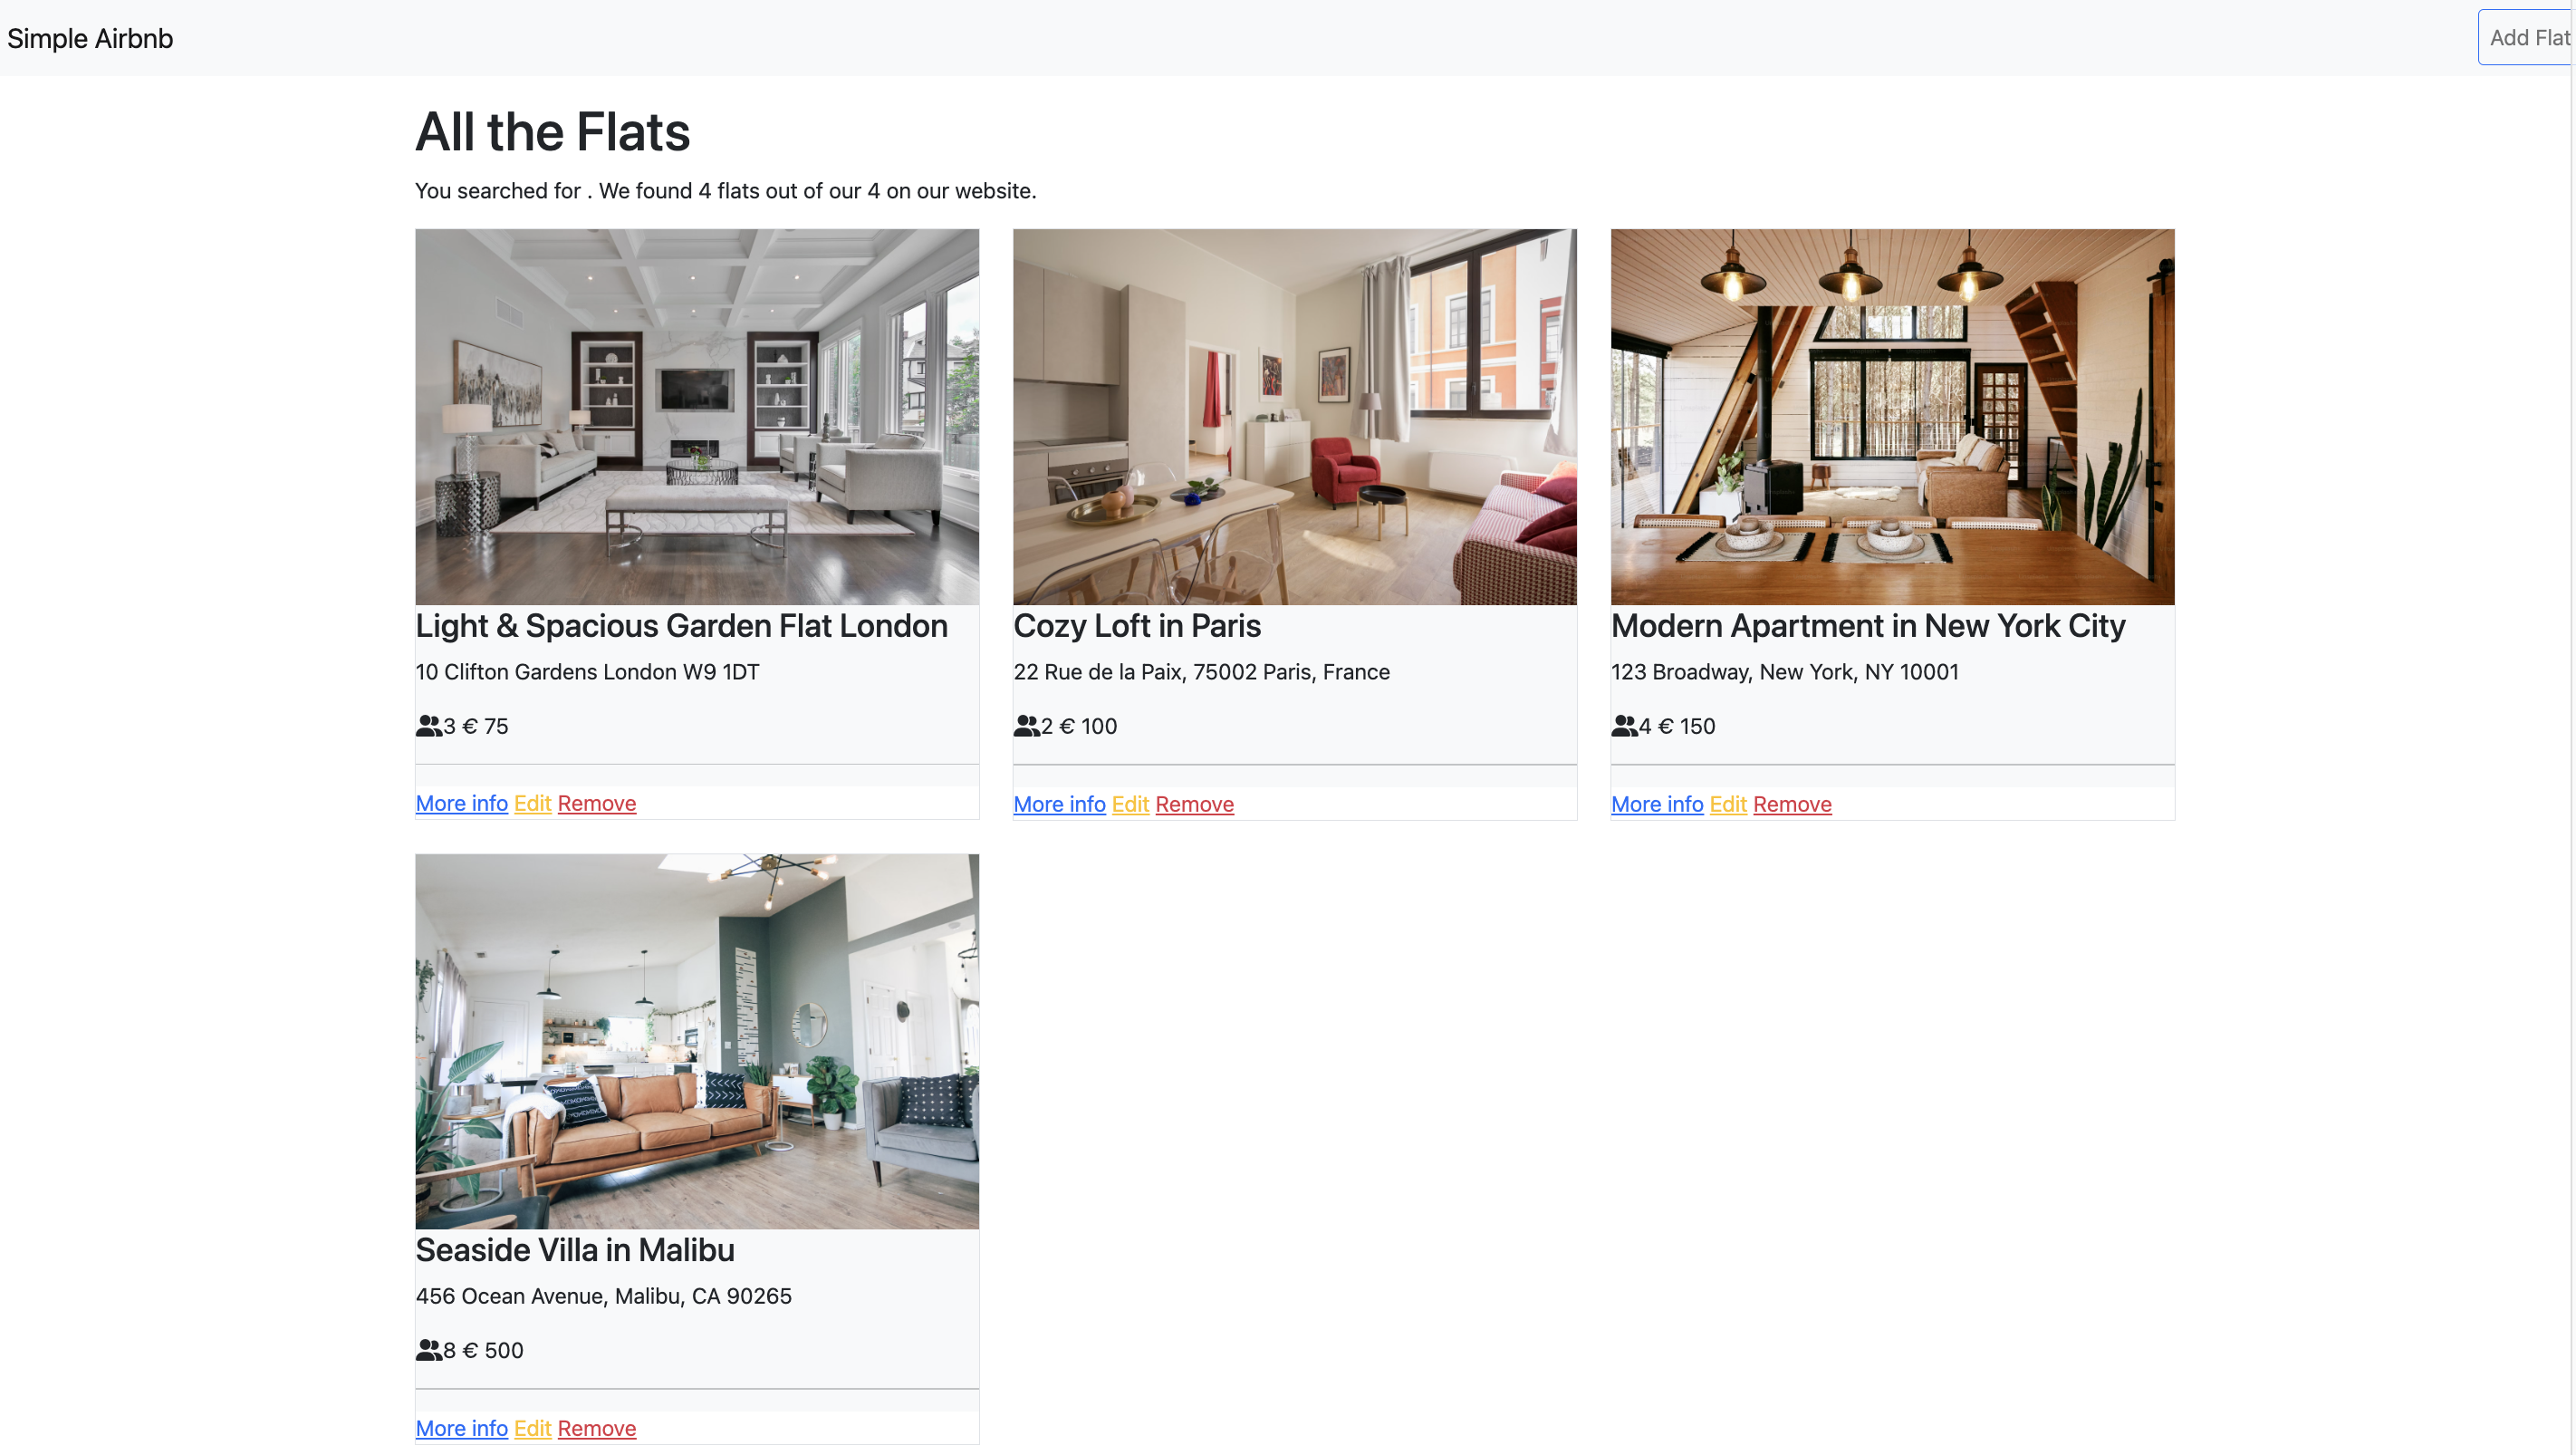 Simple Airbnb
Add Flat
All the Flats
You searched for . We found 4 flats out of our 4 on our website.
Light & Spacious Garden Flat London
10 Clifton Gardens London W9 1DT
3 € 75
More info Edit Remove
Cozy Loft in Paris
22 Rue de la Paix, 75002 Paris, France
2 € 100
More info Edit Remove
Modern Apartment in New York City
123 Broadway, New York, NY 10001
4 € 150
More info Edit Remove
Seaside Villa in Malibu
456 Ocean Avenue, Malibu, CA 90265
8 € 500
More info Edit Remove